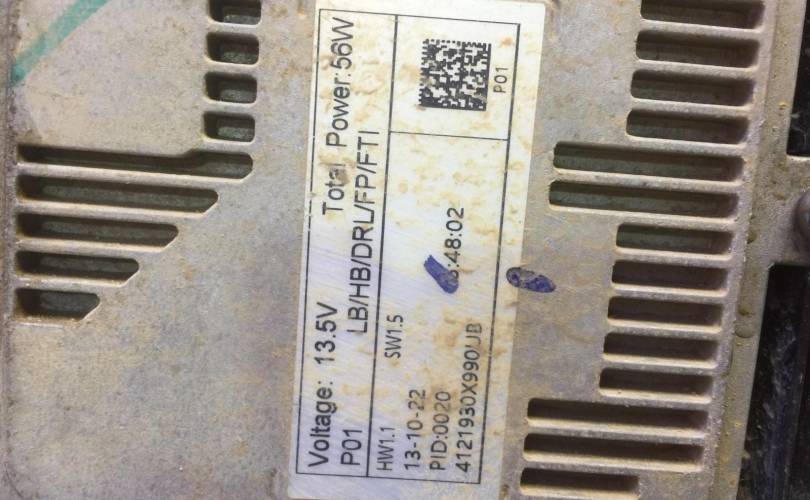 Voltage: 13.5V Total Power:56W
P01 LB/HB/DRL/FP/FTI
HW1.1 SW1.5
13-10-22 :48:02
PID:0020
4121930X990UB
P01